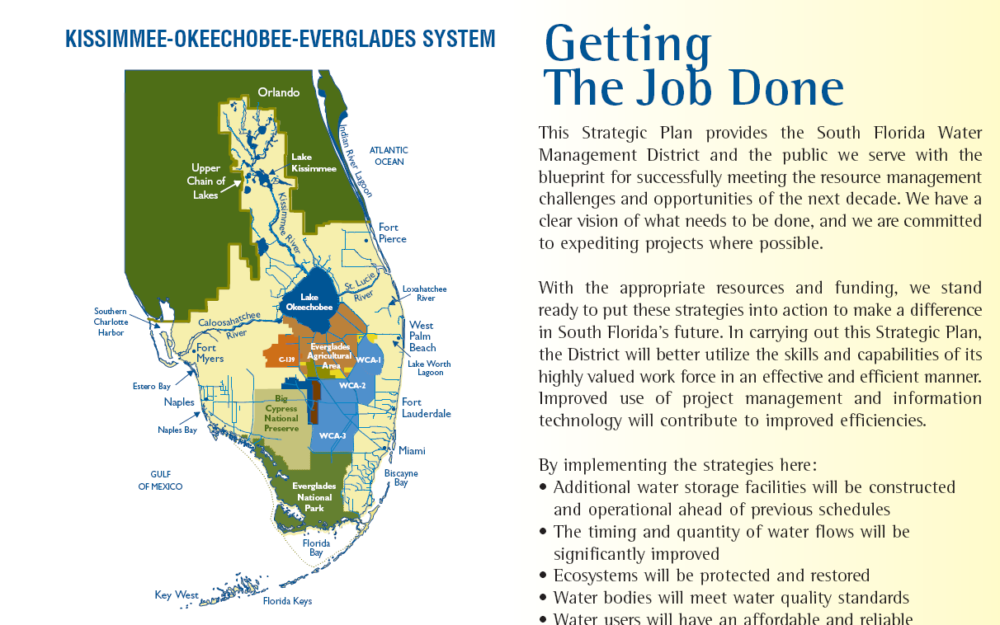 KISSIMMEE-OKEECHOBEE-EVERGLADES SYSTEM
Orlando
Indian River Lagoon
ATLANTIC
OCEAN
Lake
Kissimmee
Upper
Chain of
Lakes
Kissimmee River
Fort
Pierce
St. Lucie
River
Loxahatchee
River
Lake
Okeechobee
Southern
Charlotte
Harbor
Caloosahatchee
River
West
Palm
Beach
Fort
Myers
C-139
Everglades
Agricultural
Area
WCA-1
Lake Worth
Lagoon
Estero Bay
WCA-2
Naples
Big
Cypress
National
Preserve
Fort
Lauderdale
Naples Bay
WCA-3
Miami
GULF
OF MEXICO
Biscayne
Bay
Everglades
National
Park
Florida
Bay
Key West
Florida Keys
Getting
The Job Done
This Strategic Plan provides the South Florida Water
Management District and the public we serve with the
blueprint for successfully meeting the resource management
challenges and opportunities of the next decade. We have a
clear vision of what needs to be done, and we are committed
to expediting projects where possible.
With the appropriate resources and funding, we stand
ready to put these strategies into action to make a difference
in South Florida's future. In carrying out this Strategic Plan,
the District will better utilize the skills and capabilities of its
highly valued work force in an effective and efficient manner.
Improved use of project management and information
technology will contribute to improved efficiencies.
By implementing the strategies here:
• Additional water storage facilities will be constructed
and operational ahead of previous schedules
• The timing and quantity of water flows will be
significantly improved
• Ecosystems will be protected and restored
• Water bodies will meet water quality standards
• Water users will have an affordable and reliable